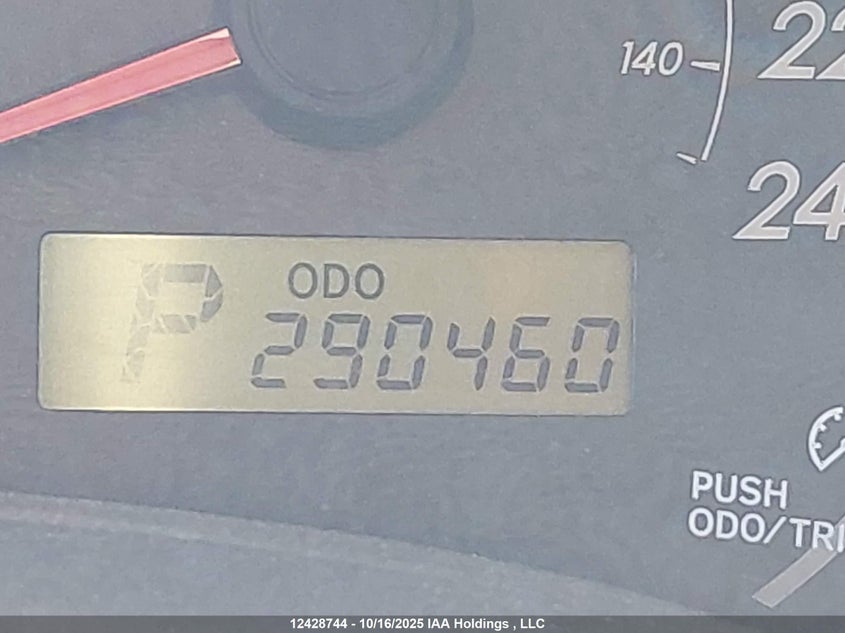 140
22
24
P
ODO
290460
PUSH
ODO/TRI
12428744 - 10/16/2025 IAA Holdings , LLC